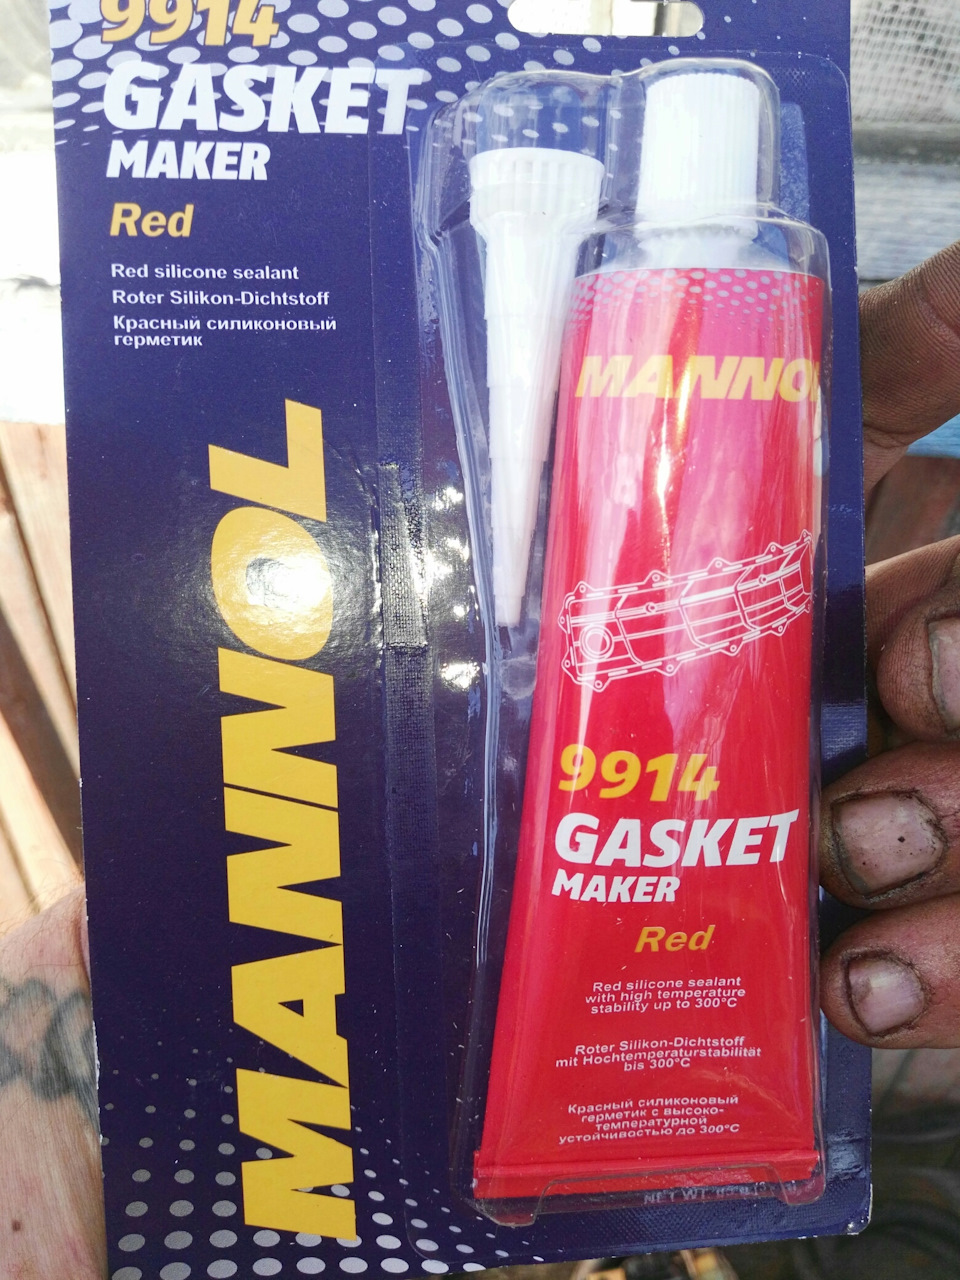 9914
GASKET
MAKER
Red
Red silicone sealant
Roter Silikon-Dichtstoff
Красный силиконовый
герметик
MANNOL
MANNOL
9914
GASKET
MAKER
Red
Red silicone sealant
with high temperature
stability up to 300°C
Roter Silikon-Dichtstoff
mit Hochtemperaturstabilität
bis 300°C
Красный силиконовый
герметик с высоко-
температурной
устойчивостью до 300°C
NET WT.